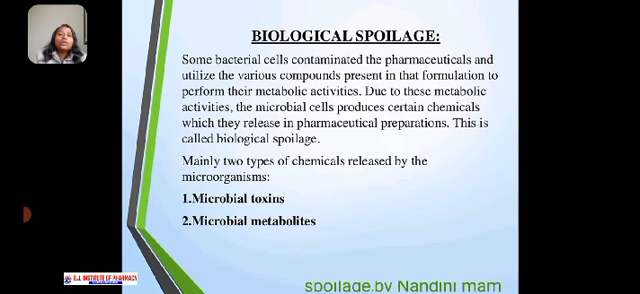 BIOLOGICAL SPOILAGE:
Some bacterial cells contaminated the pharmaceuticals and
utilize the various compounds present in that formulation to
perform their metabolic activities. Due to these metabolic
activities, the microbial cells produces certain chemicals
which they release in pharmaceutical preparations. This is
called biological spoilage.
Mainly two types of chemicals released by the
microorganisms:
1.Microbial toxins
2.Microbial metabolites
INSTITUTE OF PHARMACY
spoilage.by Nandini mam